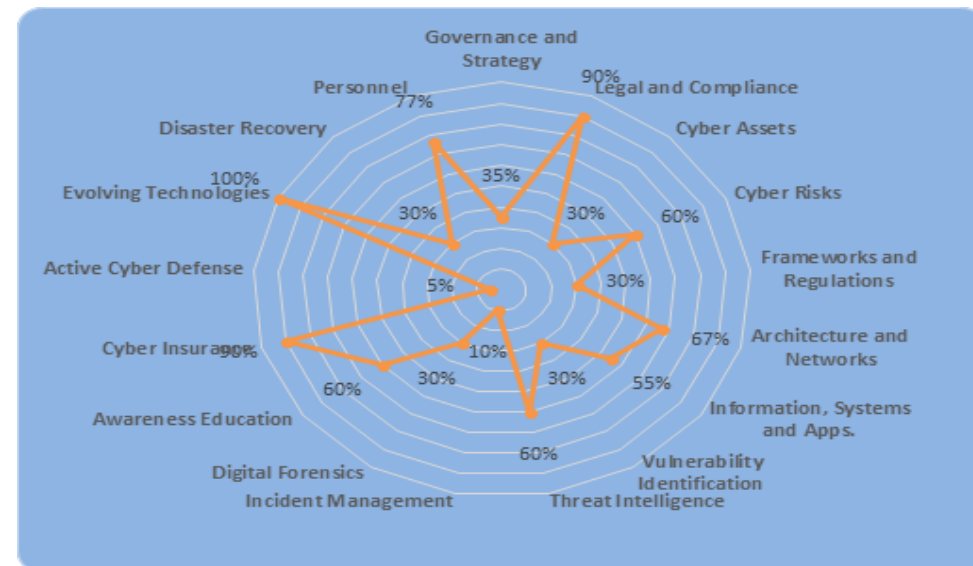 Governance and
Strategy
90%
Legal and Compliance
Personnel
77%
Cyber Assets
Disaster Recovery
35%
100%
Evolving Technologies
30%
30%
Cyber Risks
60%
Frameworks and
Regulations
Active Cyber Defense
5%
30%
Architecture and
Networks
67%
Cyber Insurance
90%
10%
30%
30%
55%
60%
Information, Systems
and Apps.
Awareness Education
60%
Vulnerability
Identification
Digital Forensics
Incident Management
Threat Intelligence